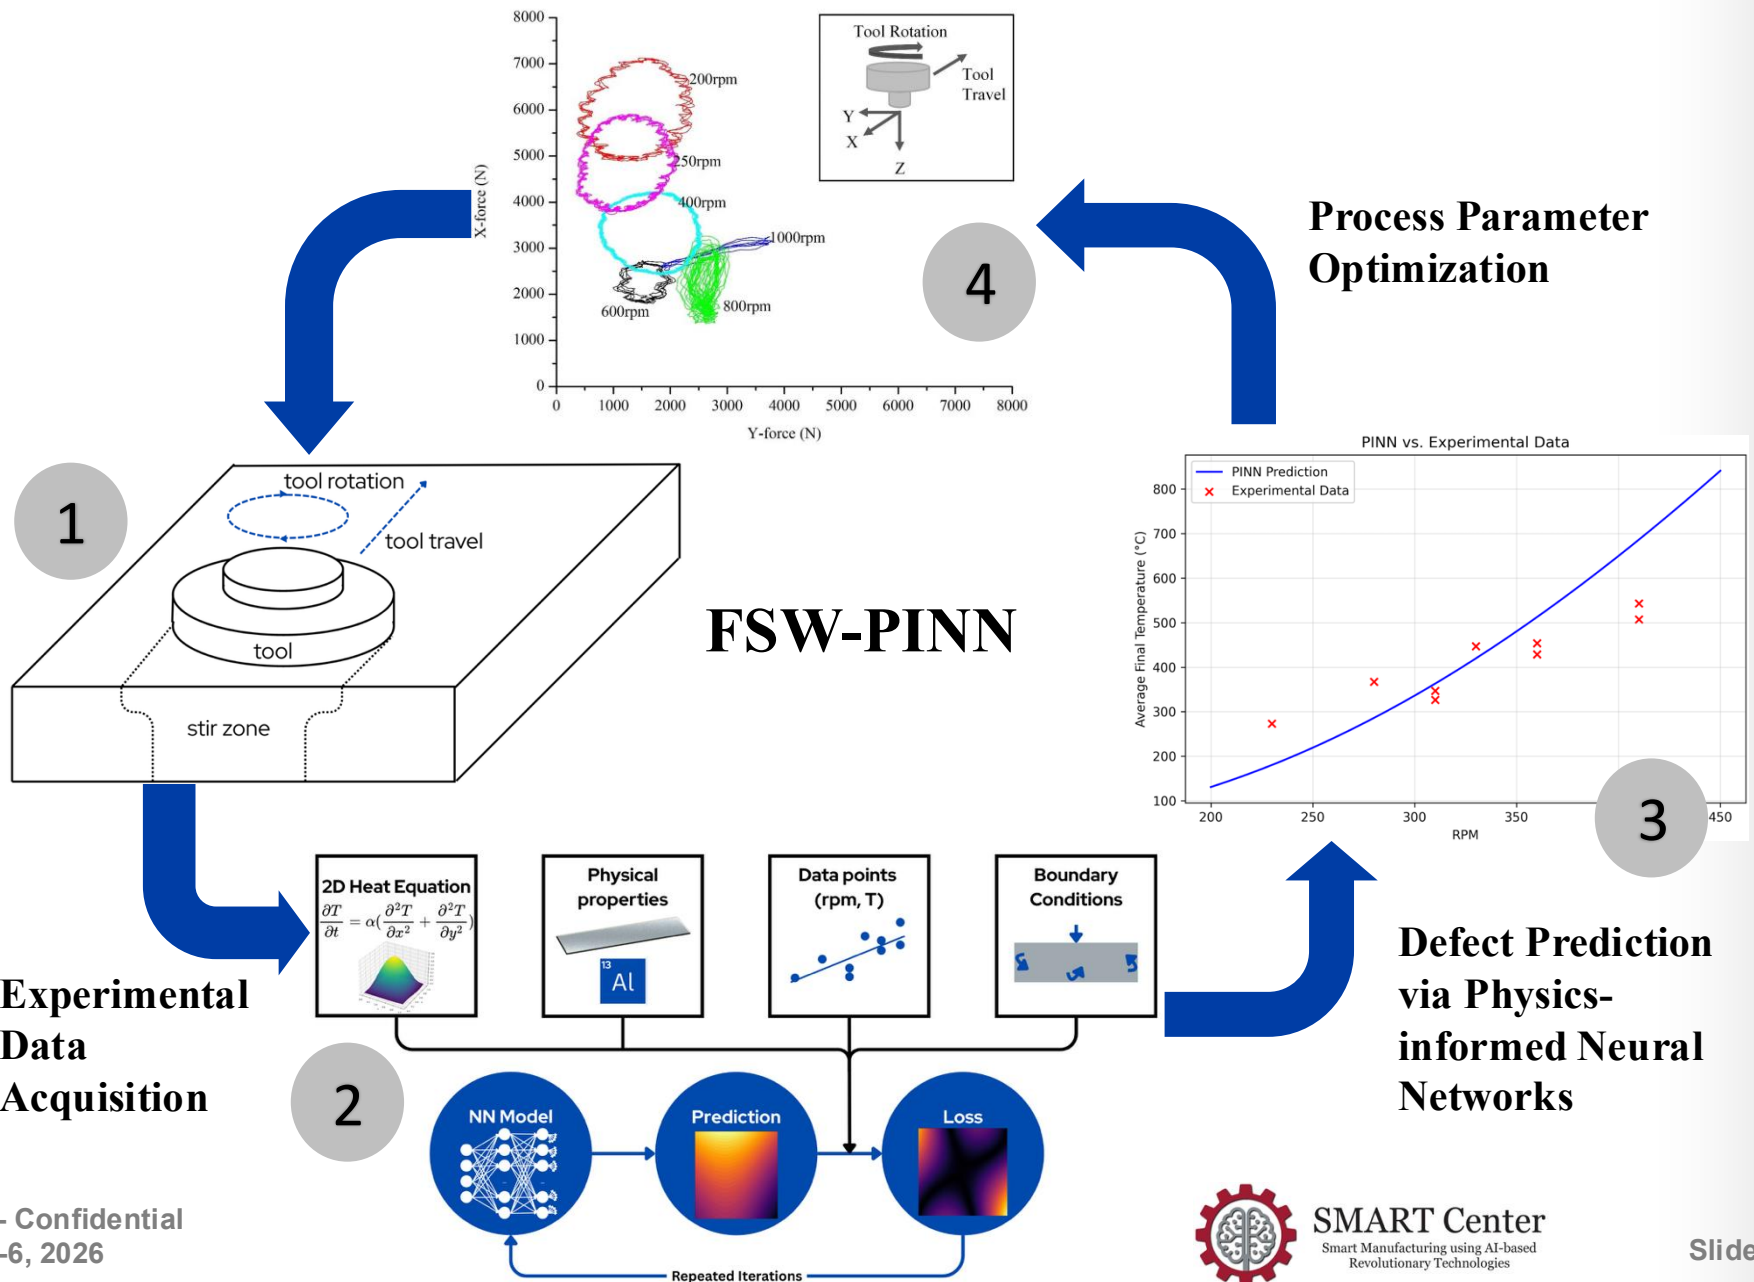 8000
7000
6000
5000
4000
3000
2000
1000
0
X-force (N)
0 1000 2000 3000 4000 5000 6000 7000 8000
Y-force (N)
200rpm
250rpm
400rpm
1000rpm
600rpm
800rpm
Tool Rotation
Tool
Travel
Y
X
Z
4
Process Parameter
Optimization
1
tool rotation
tool travel
tool
stir zone
FSW-PINN
PINN vs. Experimental Data
PINN Prediction
Experimental Data
Average Final Temperature (°C)
800
700
600
500
400
300
200
100
200 250 300 350 450
RPM
3
Experimental
Data
Acquisition
2D Heat Equation
∂T/∂t = α(∂²T/∂x² + ∂²T/∂y²)
Physical
properties
13
Al
Data points
(rpm, T)
Boundary
Conditions
2
NN Model
Prediction
Loss
Repeated Iterations
Defect Prediction
via Physics-
informed Neural
Networks
- Confidential
-6, 2026
SMART Center
Smart Manufacturing using AI-based
Revolutionary Technologies
Slide